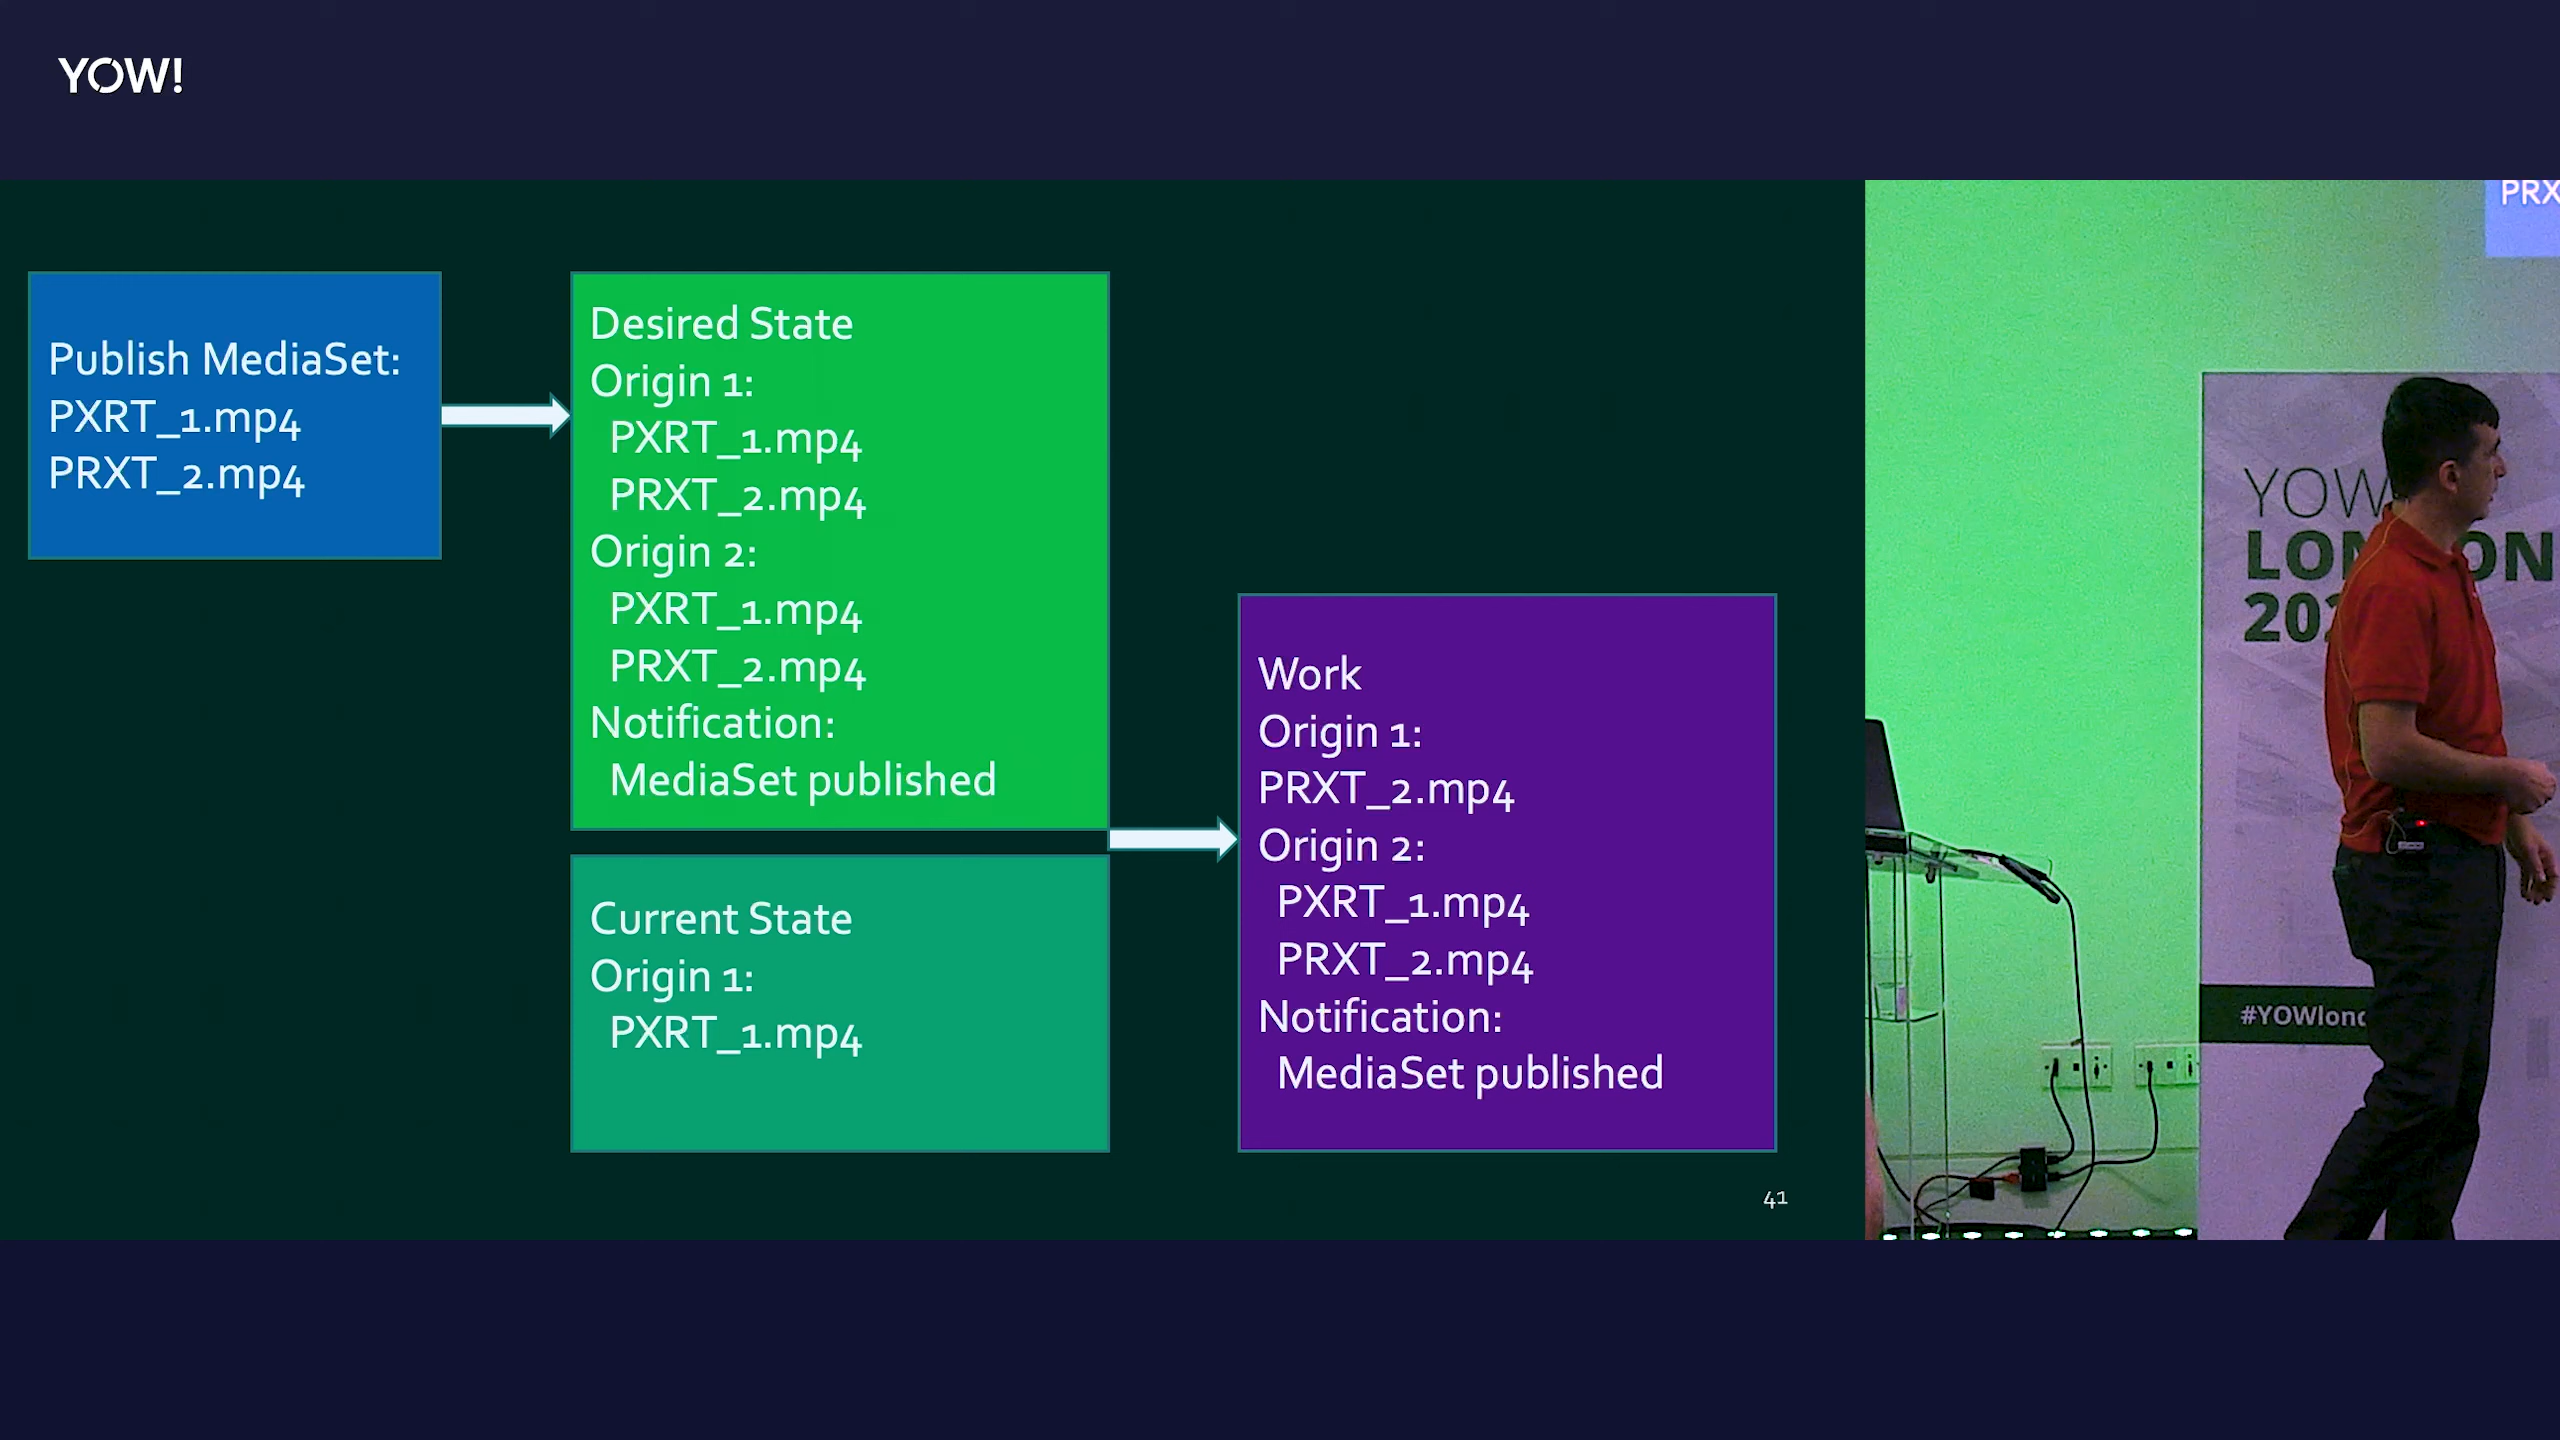 YOW!
Publish MediaSet:
PXRT_1.mp4
PRXT_2.mp4
Desired State
Origin 1:
PXRT_1.mp4
PRXT_2.mp4
Origin 2:
PXRT_1.mp4
PRXT_2.mp4
Notification:
MediaSet published
Current State
Origin 1:
PXRT_1.mp4
Work
Origin 1:
PRXT_2.mp4
Origin 2:
PXRT_1.mp4
PRXT_2.mp4
Notification:
MediaSet published
41
PRX
YOW